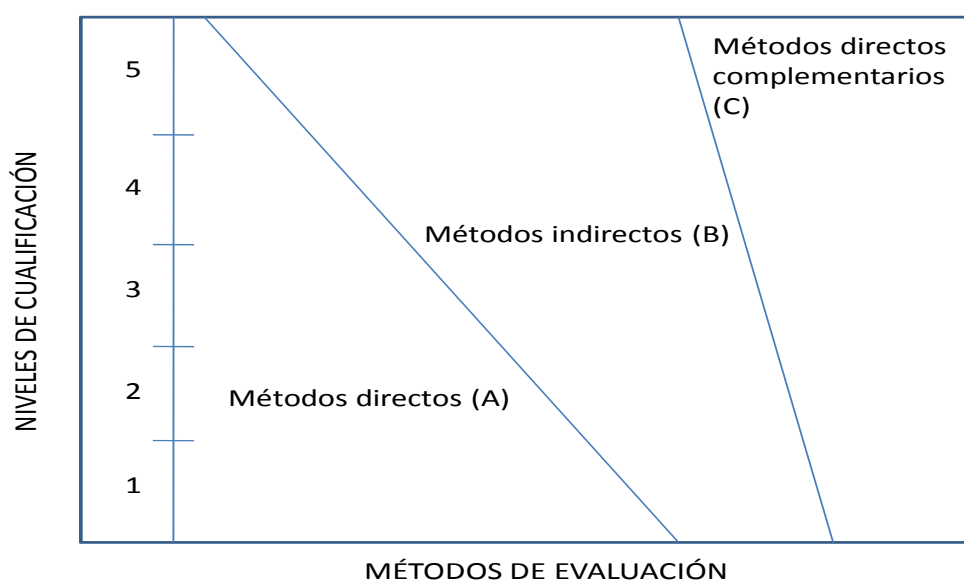 Métodos directos
complementarios
(C)
5
4
Métodos indirectos (B)
3
2
Métodos directos (A)
1
NIVELES DE CUALIFICACIÓN
MÉTODOS DE EVALUACIÓN